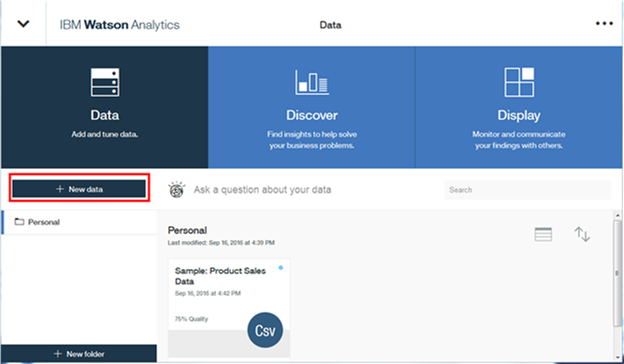 IBM Watson Analytics
Data
Data
Add and tune data.
Discover
Find insights to help solve
your business problems.
Display
Monitor and communicate
your findings with others.
+ New data
Ask a question about your data
Search
Personal
Personal
Last modified: Sep 16, 2016 at 4:39 PM
Sample: Product Sales
Data
Sep 16, 2016 at 4:42 PM
75% Quality
Csv
+ New folder